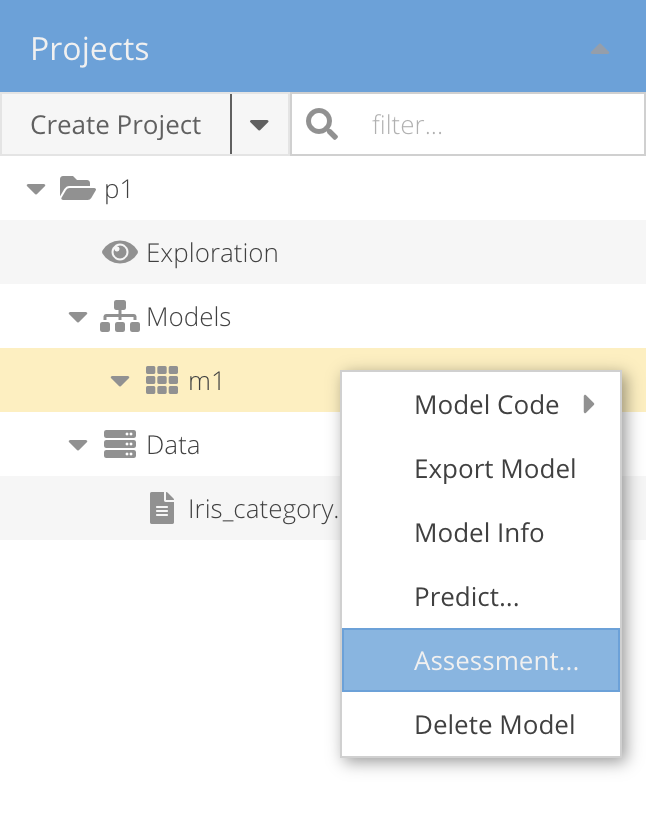 Projects
Create Project
filter...
p1
Exploration
Models
m1
Data
Iris_category.
Model Code
Export Model
Model Info
Predict...
Assessment...
Delete Model